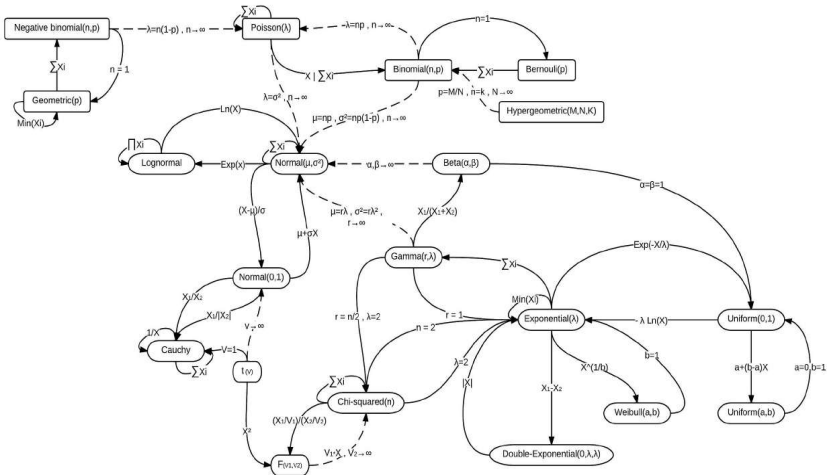 ∑Xi
Negative binomial(n,p)
λ=n(1-p) , n→∞
Poisson(λ)
λ=np , n→∞
n=1
∑Xi
n = 1
X | ∑Xi
Binomial(n,p)
∑Xi
Bernouli(p)
Geometric(p)
λ=σ² , n→∞
p=M/N , n=k , N→∞
Min(Xi)
Ln(X)
μ=np , σ²=np(1-p) , n→∞
Hypergeometric(M,N,K)
∏Xi
∑Xi
Lognormal
Exp(x)
Normal(μ,σ²)
α,β→∞
Beta(α,β)
α=β=1
(X-μ)/σ
μ=rλ , σ²=rλ² ,
r→∞
X₁/(X₁+X₂)
μ+σX
Exp(-X/λ)
Gamma(r,λ)
∑Xi
Normal(0,1)
X₁/X₂
X₁/|X₂|
Min(Xi)
r = n/2 , λ=2
r = 1
Exponential(λ)
- λ Ln(X)
Uniform(0,1)
1/X
v→∞
n = 2
Cauchy
V=1
b=1
λ=2
X^(1/b)
a+(b-a)X
a=0,b=1
∑Xi
t(V)
∑Xi
|X|
X₁-X₂
Chi-squared(n)
Weibull(a,b)
Uniform(a,b)
(X₁/V₁)/(X₂/V₂)
X²
V₁·X , V₂→∞
Double-Exponential(0,λ,λ)
F(V1,V2)